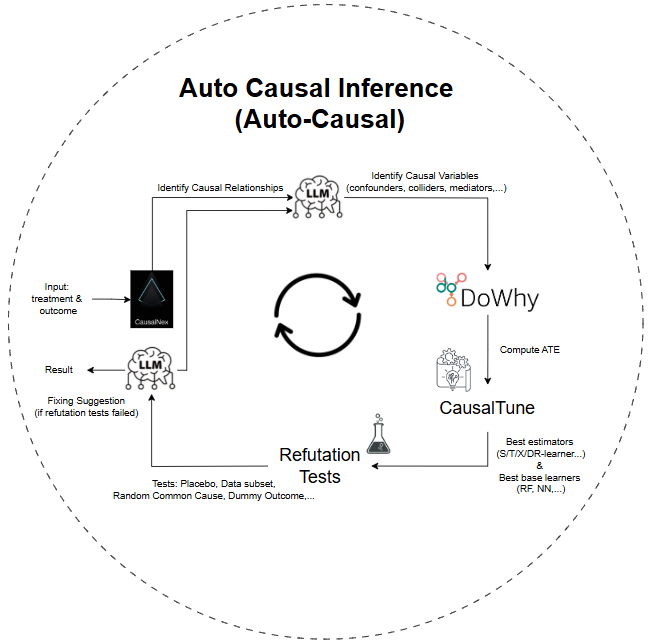 Auto Causal Inference
(Auto-Causal)
Identify Causal Relationships
LLM
Identify Causal Variables
(confounders, colliders, mediators,...)
Input:
treatment &
outcome
CausalNex
DoWhy
Compute ATE
CausalTune
Best estimators
(S/T/X/DR-learner...)
&
Best base learners
(RF, NN,...)
Refutation
Tests
Tests: Placebo, Data subset,
Random Common Cause, Dummy Outcome,...
LLM
Result
Fixing Suggestion
(if refutation tests failed)